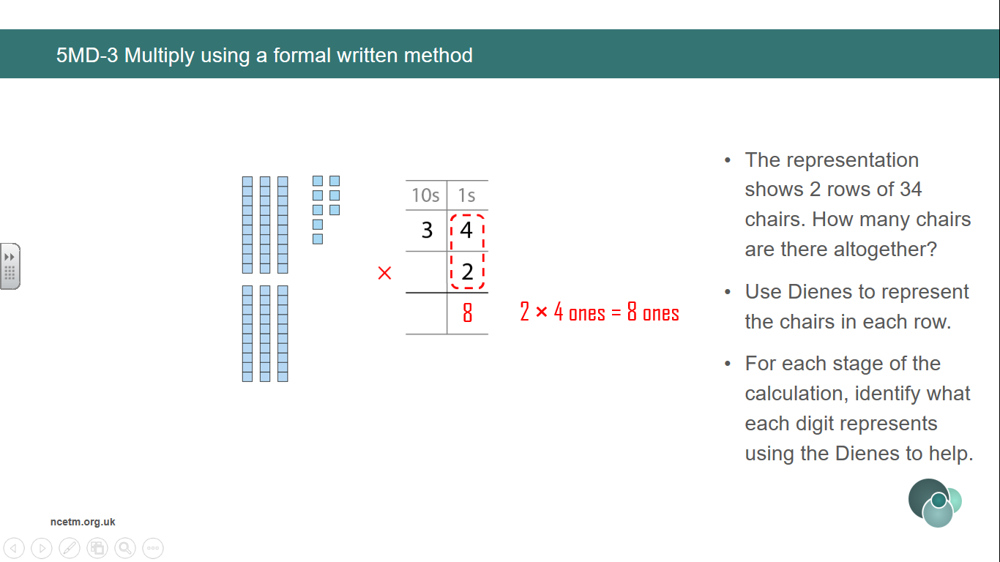 5MD-3 Multiply using a formal written method
10s 1s
3 4
× 2
8
2 × 4 ones = 8 ones
• The representation
shows 2 rows of 34
chairs. How many chairs
are there altogether?
• Use Dienes to represent
the chairs in each row.
• For each stage of the
calculation, identify what
each digit represents
using the Dienes to help.
ncetm.org.uk